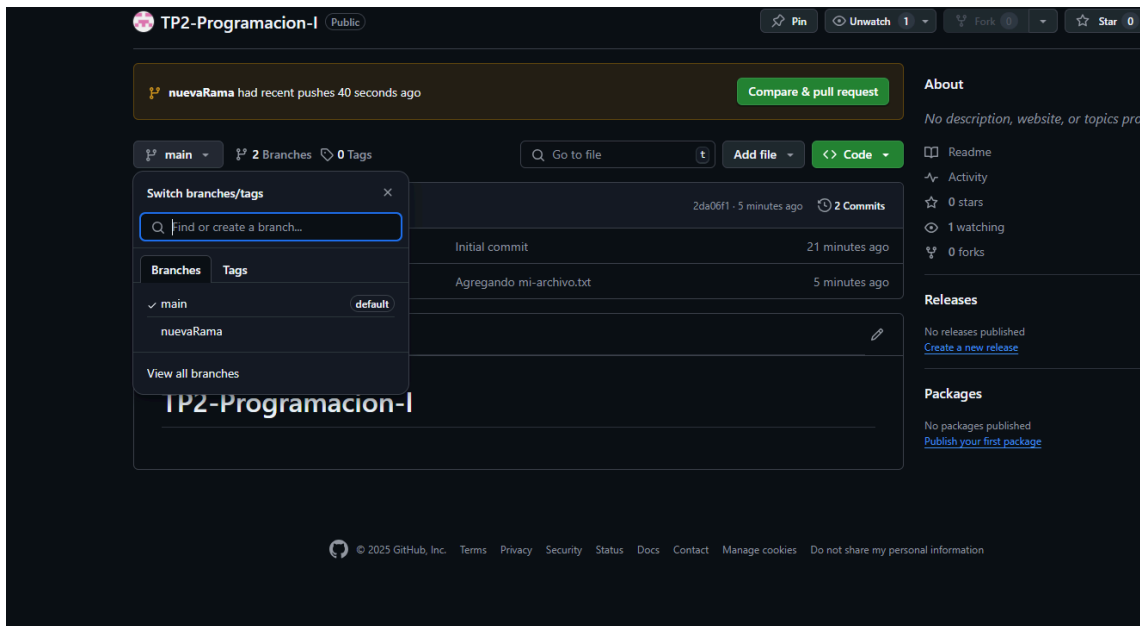 TP2-Programacion-I Public
Pin
Unwatch 1
Fork 0
Star 0
nuevaRama had recent pushes 40 seconds ago
Compare & pull request
main
2 Branches
0 Tags
Go to file
t
Add file
<> Code
Switch branches/tags
Find or create a branch...
Branches
Tags
main
default
nuevaRama
View all branches
2da06f1 · 5 minutes ago
2 Commits
Initial commit
21 minutes ago
Agregando mi-archivo.txt
5 minutes ago
TP2-Programacion-I
About
No description, website, or topics pro
Readme
Activity
0 stars
1 watching
0 forks
Releases
No releases published
Create a new release
Packages
No packages published
Publish your first package
© 2025 GitHub, Inc. Terms Privacy Security Status Docs Contact Manage cookies Do not share my personal information